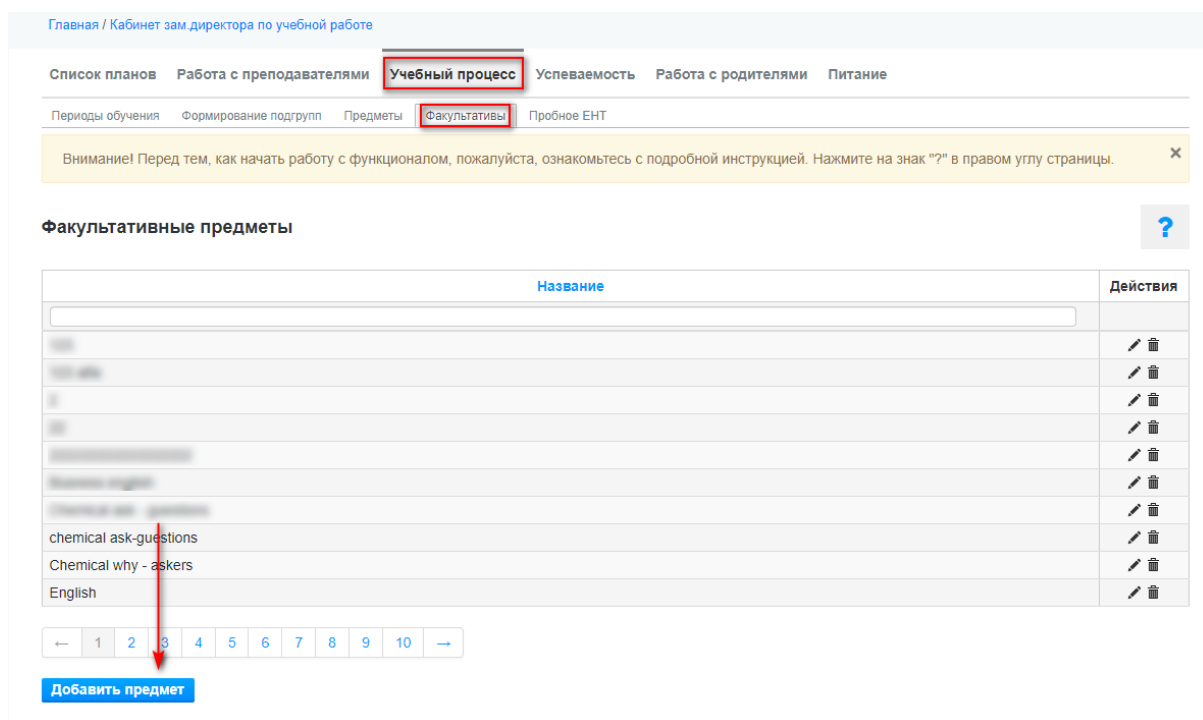 Главная / Кабинет зам.директора по учебной работе
Список планов Работа с преподавателями Учебный процесс Успеваемость Работа с родителями Питание
Периоды обучения Формирование подгрупп Предметы Факультативы Пробное ЕНТ
Внимание! Перед тем, как начать работу с функционалом, пожалуйста, ознакомьтесь с подробной инструкцией. Нажмите на знак "?" в правом углу страницы. ×
Факультативные предметы ?
Название Действия
chemical ask-guestions
Chemical why - askers
English
← 1 2 3 4 5 6 7 8 9 10 →
Добавить предмет